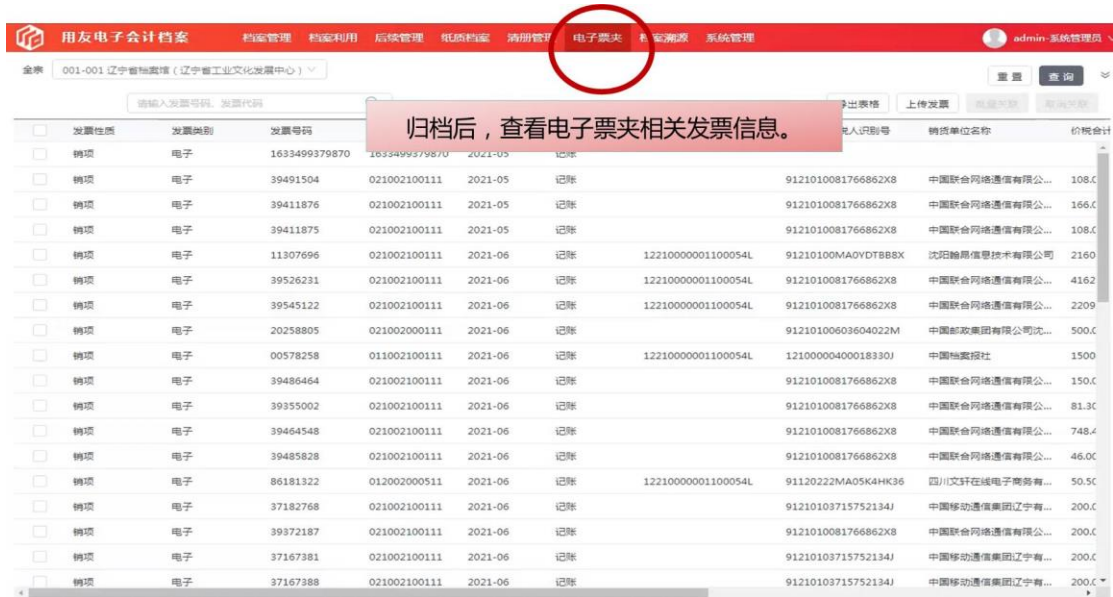 用友电子会计档案 档案管理 档案利用 后续管理 纸质档案 清册管理 电子票夹 档案溯源 系统管理 admin-系统管理员
全宗 001-001 辽宁省档案馆（辽宁省工业文化发展中心） 重置 查询
请输入发票号码、发票代码 导出表格 上传发票 批量关联 取消关联
归档后，查看电子票夹相关发票信息。
发票性质 发票类别 发票号码 税人识别号 销货单位名称 价税合计
销项 电子 1633499379870 1633499379870 2021-05 记账
销项 电子 39491504 021002100111 2021-05 记账 9121010081766862X8 中国联合网络通信有限公... 108.0
销项 电子 39411876 021002100111 2021-05 记账 9121010081766862X8 中国联合网络通信有限公... 166.0
销项 电子 39411875 021002100111 2021-05 记账 9121010081766862X8 中国联合网络通信有限公... 108.0
销项 电子 11307696 021002100111 2021-06 记账 12210000001100054L 91210100MA0YDTBB8X 沈阳翰昂信息技术有限公司 2160
销项 电子 39526231 021002100111 2021-06 记账 12210000001100054L 9121010081766862X8 中国联合网络通信有限公... 4162
销项 电子 39545122 021002100111 2021-06 记账 12210000001100054L 9121010081766862X8 中国联合网络通信有限公... 2209
销项 电子 20258805 021002000111 2021-06 记账 91210100603604022M 中国邮政集团有限公司沈... 500.0
销项 电子 00578258 011002100111 2021-06 记账 12210000001100054L 12100000400018330J 中国档案报社 1500
销项 电子 39486464 021002100111 2021-06 记账 9121010081766862X8 中国联合网络通信有限公... 150.0
销项 电子 39355002 021002100111 2021-06 记账 9121010081766862X8 中国联合网络通信有限公... 81.30
销项 电子 39464548 021002100111 2021-06 记账 9121010081766862X8 中国联合网络通信有限公... 748.4
销项 电子 39485828 021002100111 2021-06 记账 9121010081766862X8 中国联合网络通信有限公... 46.00
销项 电子 86181322 012002000511 2021-06 记账 12210000001100054L 91120222MA05K4HK36 四川文轩在线电子商务有... 50.50
销项 电子 37182768 021002100111 2021-06 记账 91210103715752134J 中国移动通信集团辽宁有... 200.0
销项 电子 39372187 021002100111 2021-06 记账 9121010081766862X8 中国联合网络通信有限公... 200.0
销项 电子 37167381 021002100111 2021-06 记账 91210103715752134J 中国移动通信集团辽宁有... 200.0
销项 电子 37167388 021002100111 2021-06 记账 91210103715752134J 中国移动通信集团辽宁有... 200.0